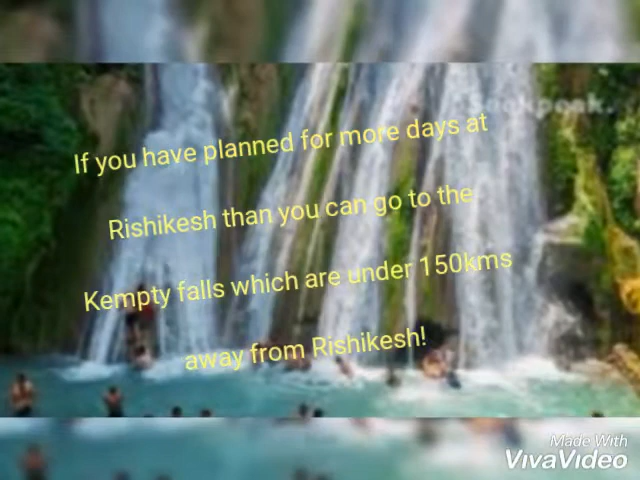 If you have planned for more days at
Rishikesh than you can go to the
Kempty falls which are under 150kms
away from Rishikesh!
Made With
VivaVideo